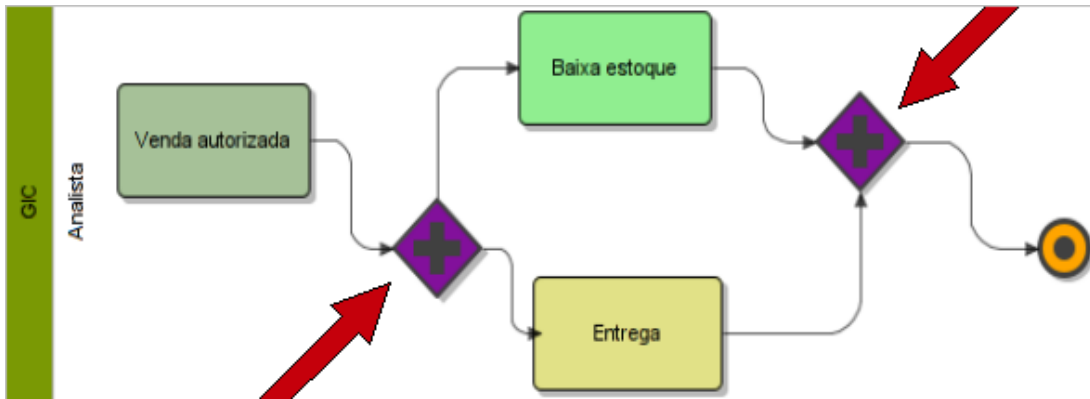 GIC
Analista
Venda autorizada
Baixa estoque
Entrega